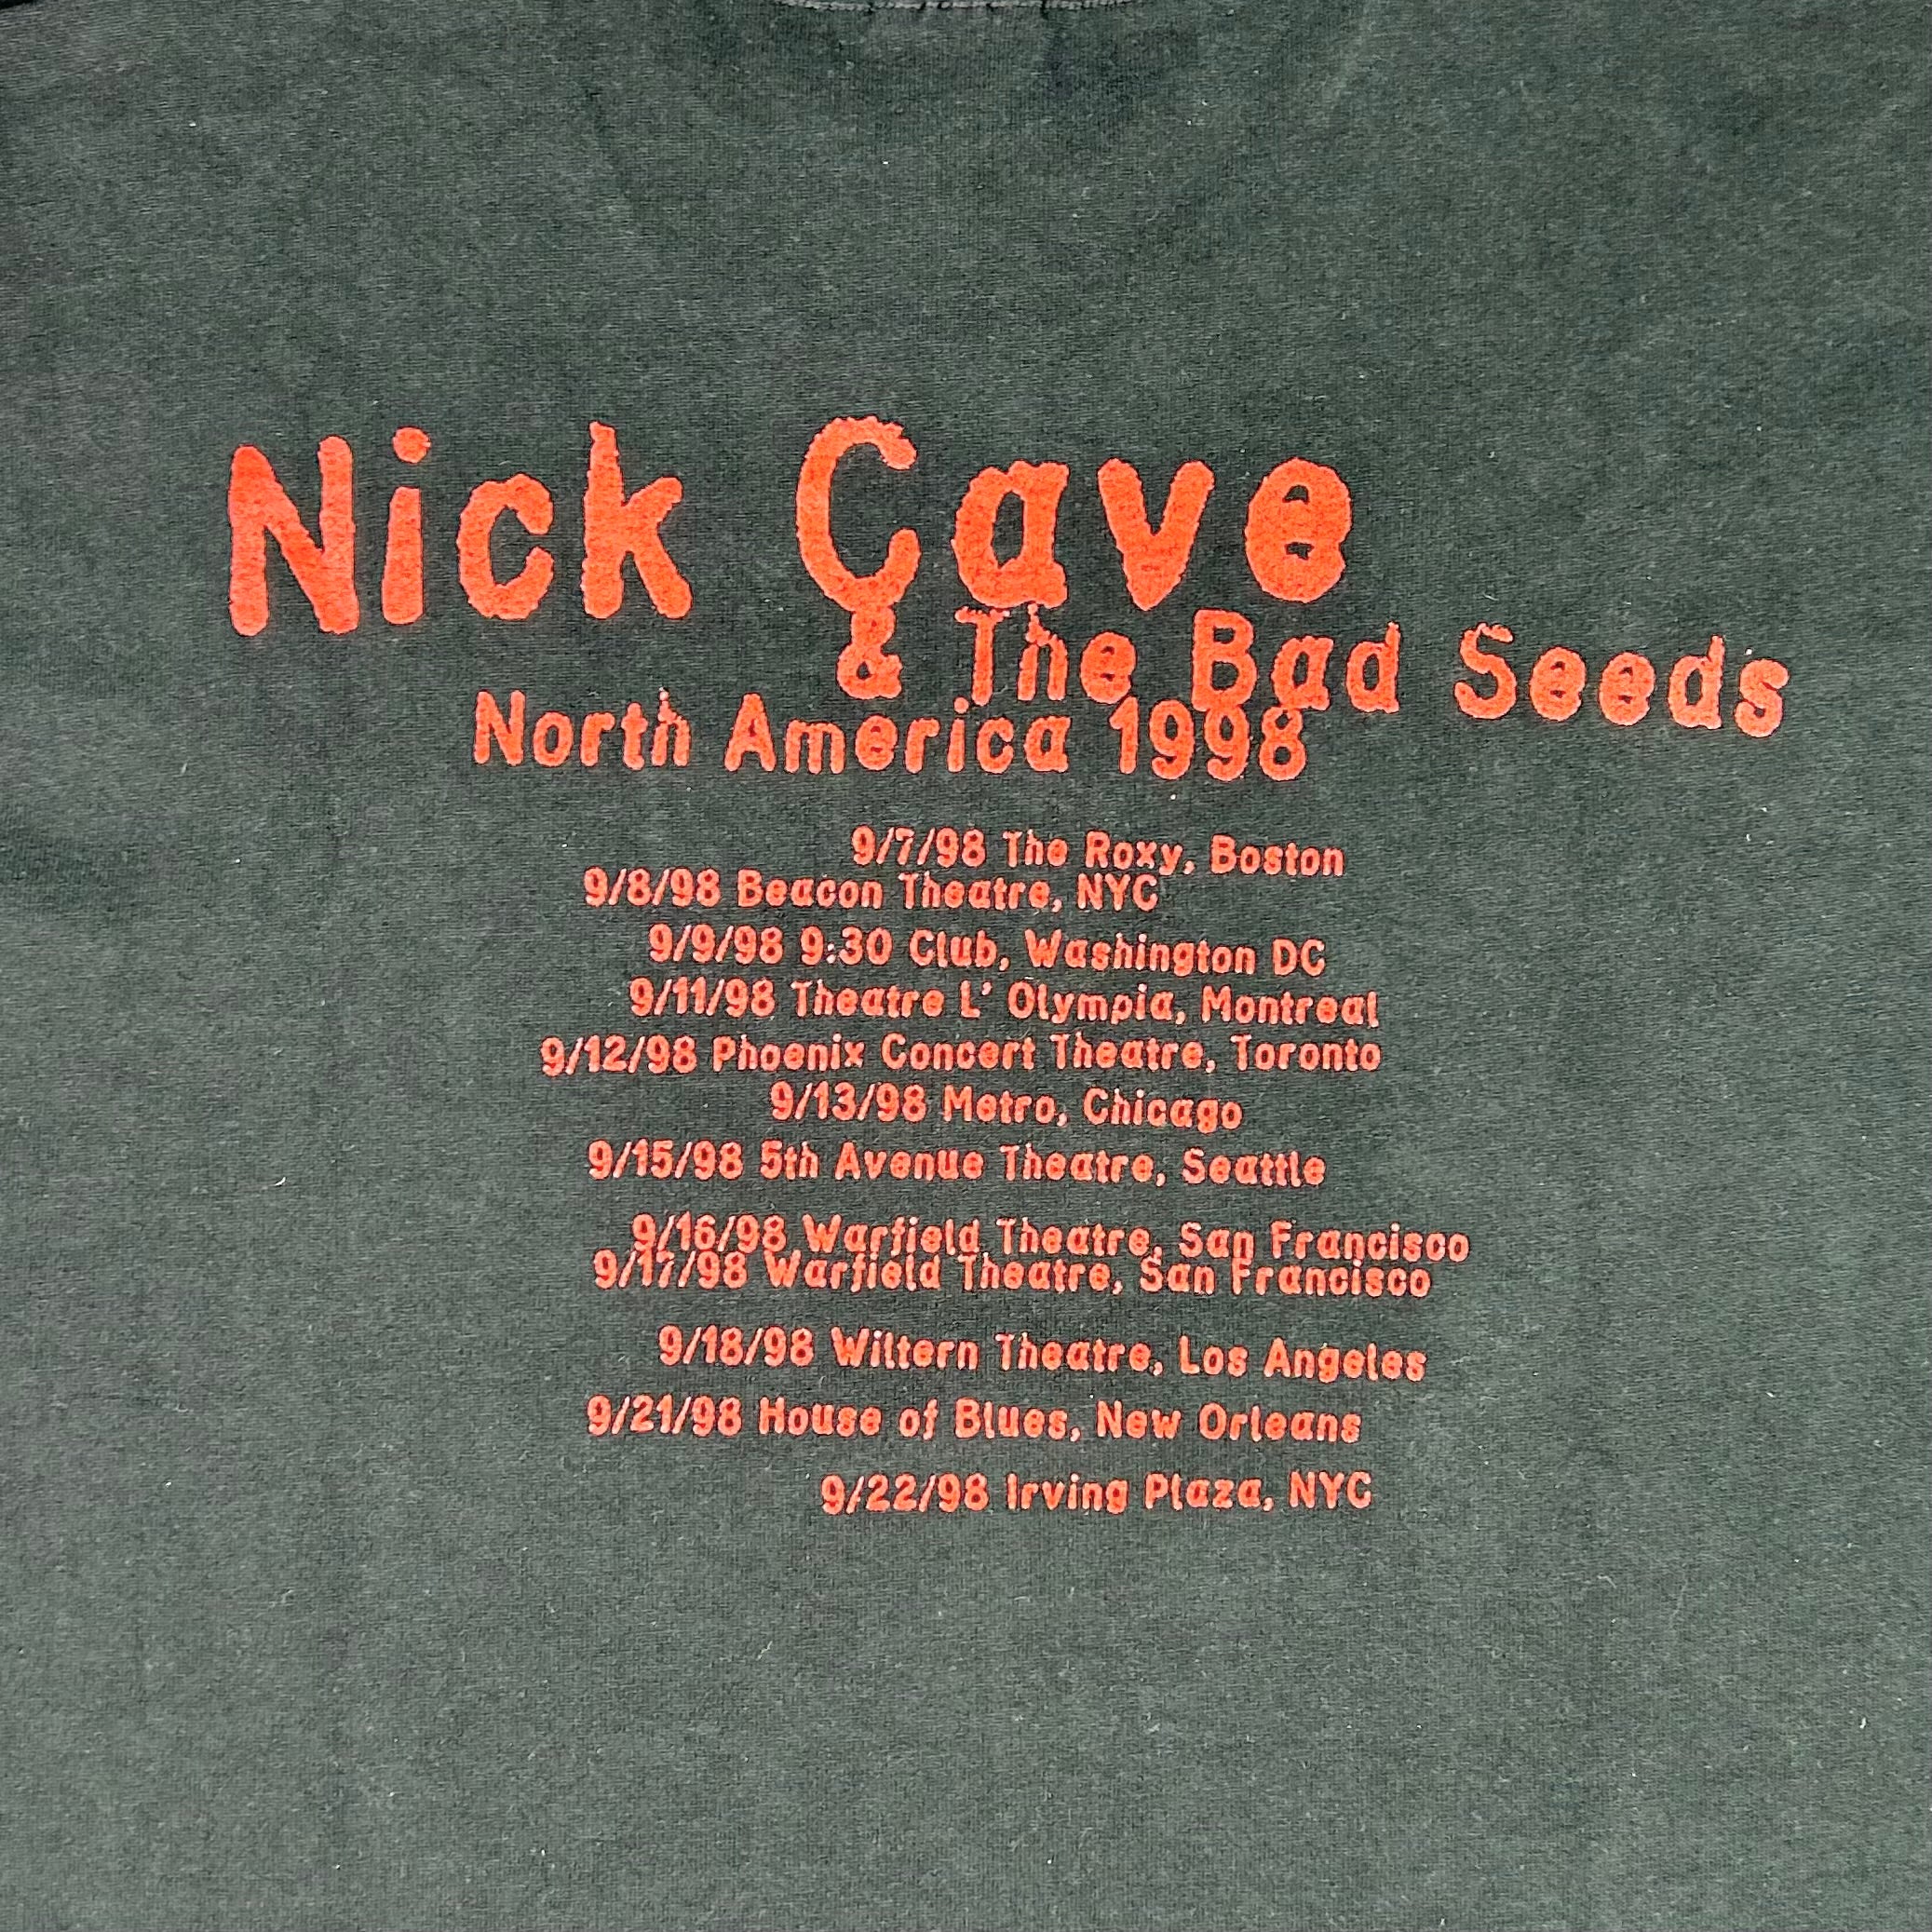 Nick Cave
& The Bad Seeds
North America 1998
9/7/98 The Roxy, Boston
9/8/98 Beacon Theatre, NYC
9/9/98 9:30 Club, Washington DC
9/11/98 Theatre L' Olympia, Montreal
9/12/98 Phoenix Concert Theatre, Toronto
9/13/98 Metro, Chicago
9/15/98 5th Avenue Theatre, Seattle
9/16/98 Warfield Theatre, San Francisco
9/17/98 Warfield Theatre, San Francisco
9/18/98 Wiltern Theatre, Los Angeles
9/21/98 House of Blues, New Orleans
9/22/98 Irving Plaza, NYC